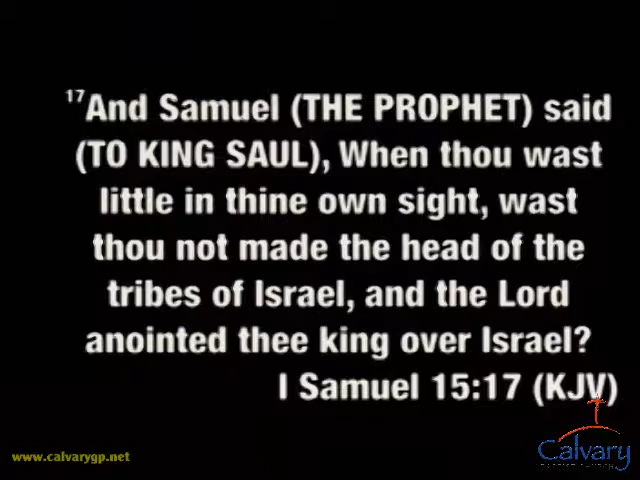 17And Samuel (THE PROPHET) said
(TO KING SAUL), When thou wast
little in thine own sight, wast
thou not made the head of the
tribes of Israel, and the Lord
anointed thee king over Israel?
I Samuel 15:17 (KJV)
Calvary
BAPTIST CHURCH
www.calvarygp.net